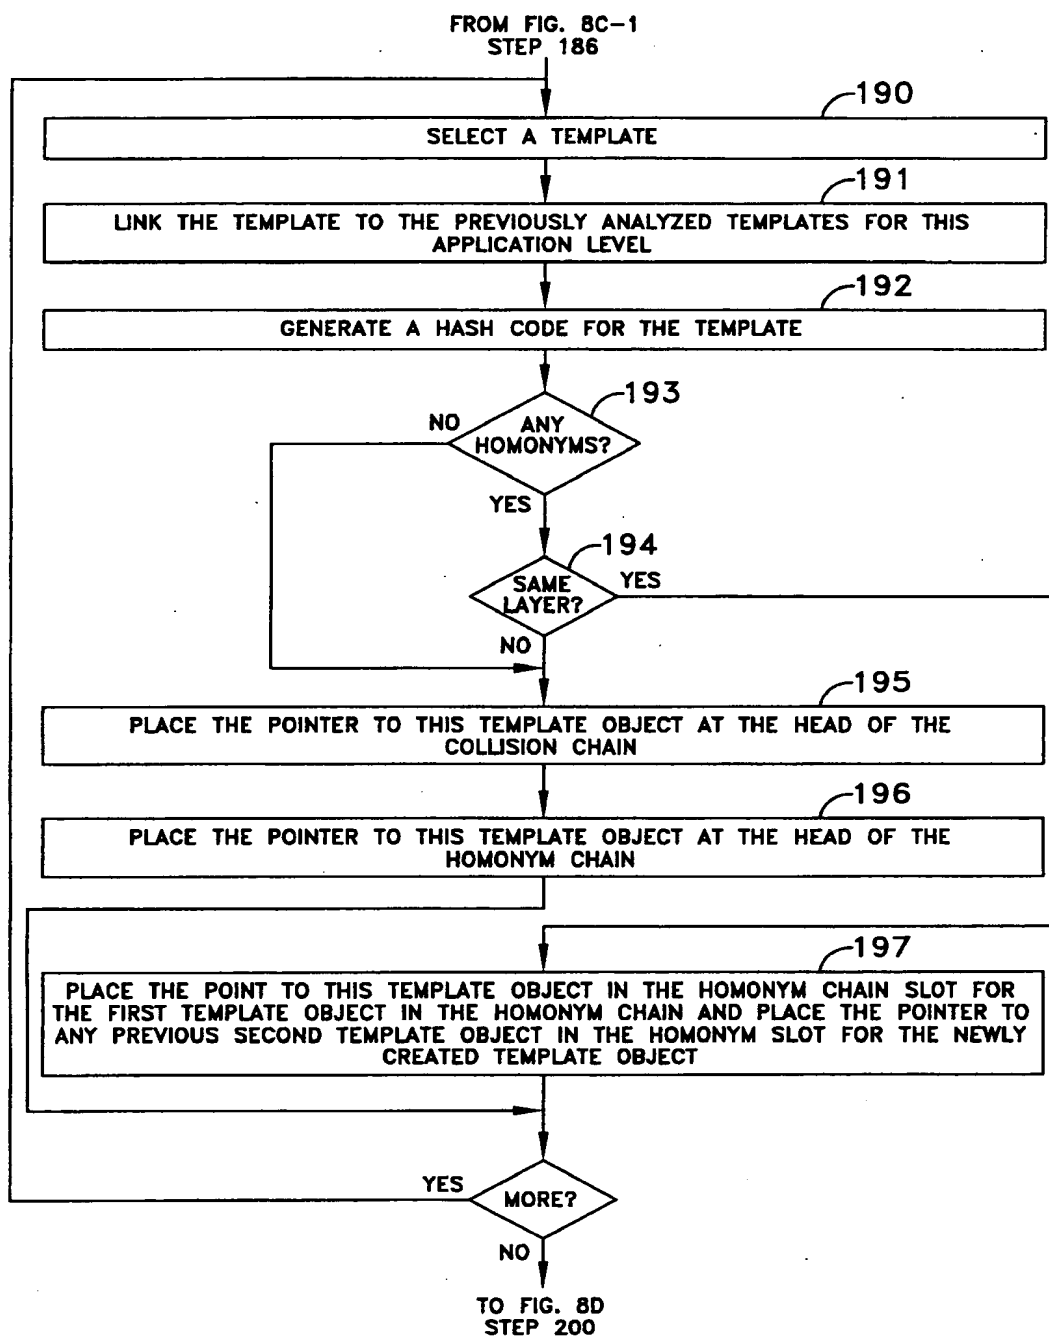 FROM FIG. 8C-1
STEP 186
190
SELECT A TEMPLATE
191
LINK THE TEMPLATE TO THE PREVIOUSLY ANALYZED TEMPLATES FOR THIS
APPLICATION LEVEL
192
GENERATE A HASH CODE FOR THE TEMPLATE
193
NO
ANY
HOMONYMS?
YES
194
SAME
LAYER?
YES
NO
195
PLACE THE POINTER TO THIS TEMPLATE OBJECT AT THE HEAD OF THE
COLLISION CHAIN
196
PLACE THE POINTER TO THIS TEMPLATE OBJECT AT THE HEAD OF THE
HOMONYM CHAIN
197
PLACE THE POINT TO THIS TEMPLATE OBJECT IN THE HOMONYM CHAIN SLOT FOR
THE FIRST TEMPLATE OBJECT IN THE HOMONYM CHAIN AND PLACE THE POINTER TO
ANY PREVIOUS SECOND TEMPLATE OBJECT IN THE HOMONYM SLOT FOR THE NEWLY
CREATED TEMPLATE OBJECT
YES
MORE?
NO
TO FIG. 8D
STEP 200